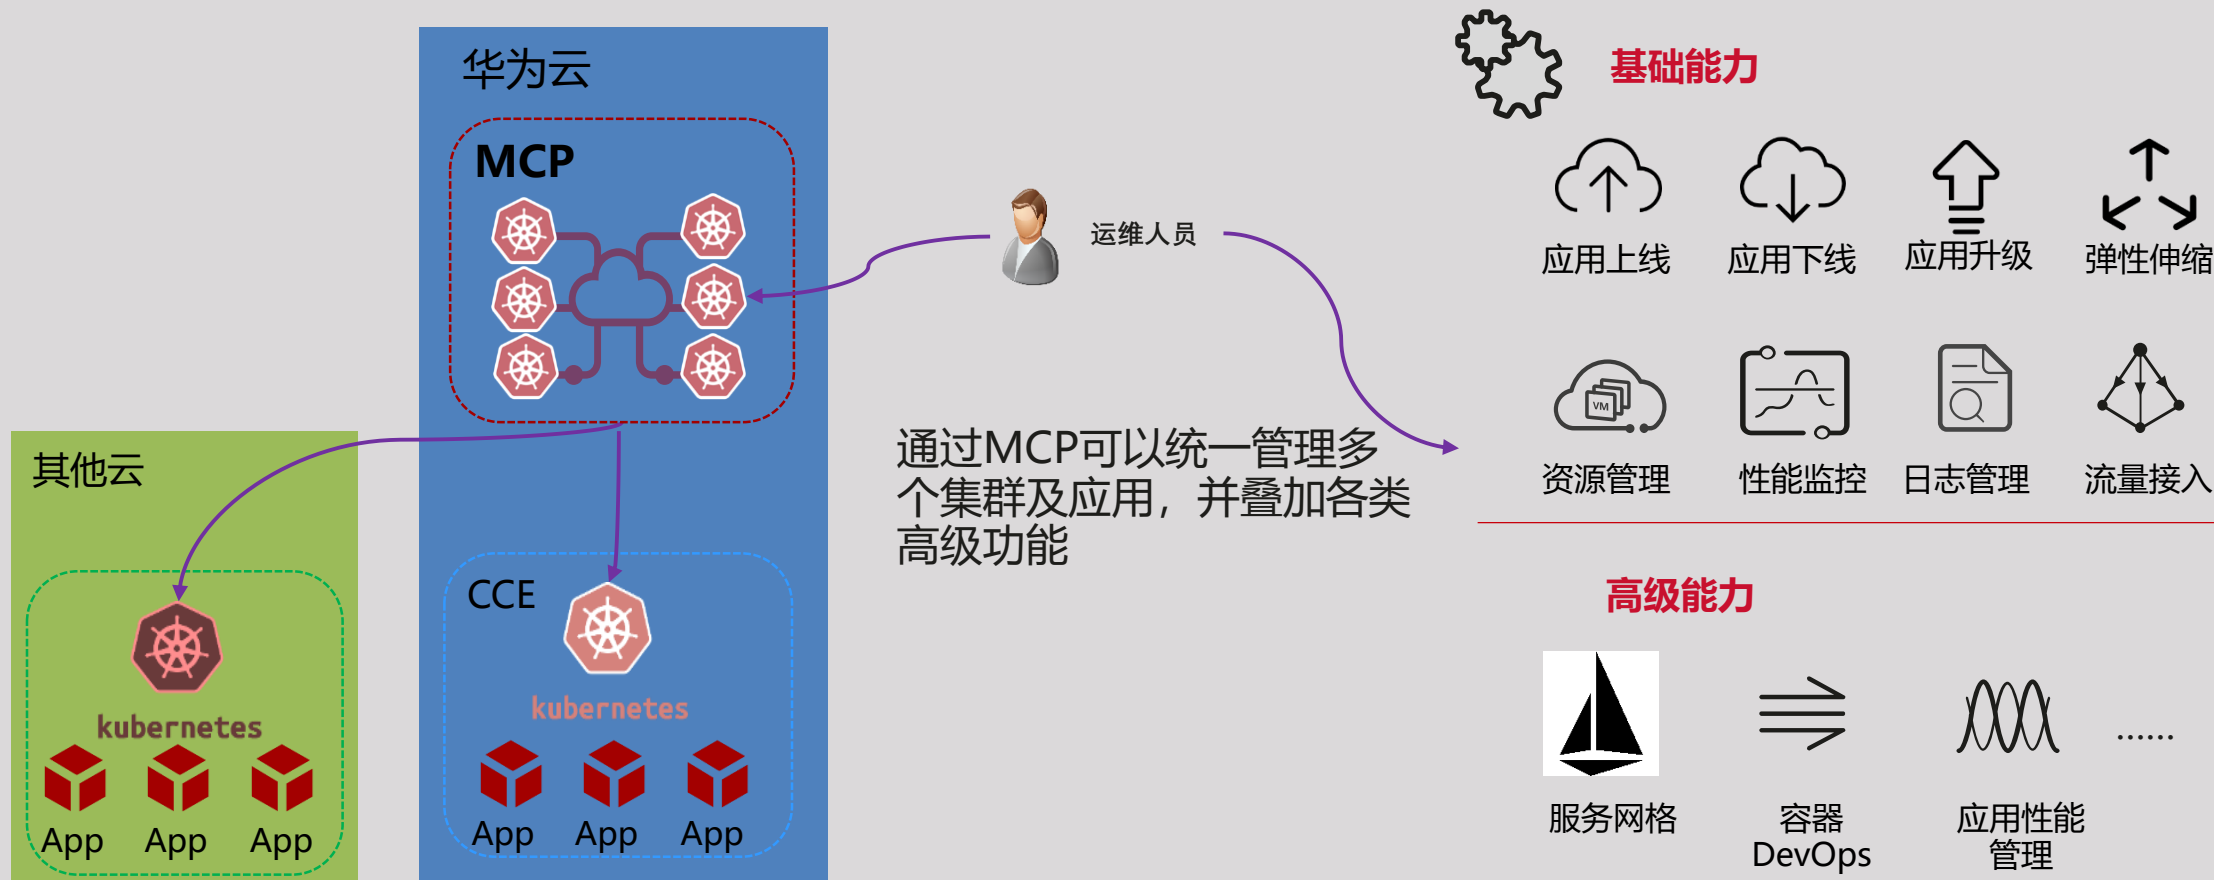 华为云
MCP
其他云
kubernetes
App App App
CCE
kubernetes
App App App
运维人员
通过MCP可以统一管理多
个集群及应用，并叠加各类
高级功能
基础能力
应用上线 应用下线 应用升级 弹性伸缩
VM
资源管理 性能监控 日志管理 流量接入
高级能力
服务网格
容器
DevOps
应用性能
管理
······